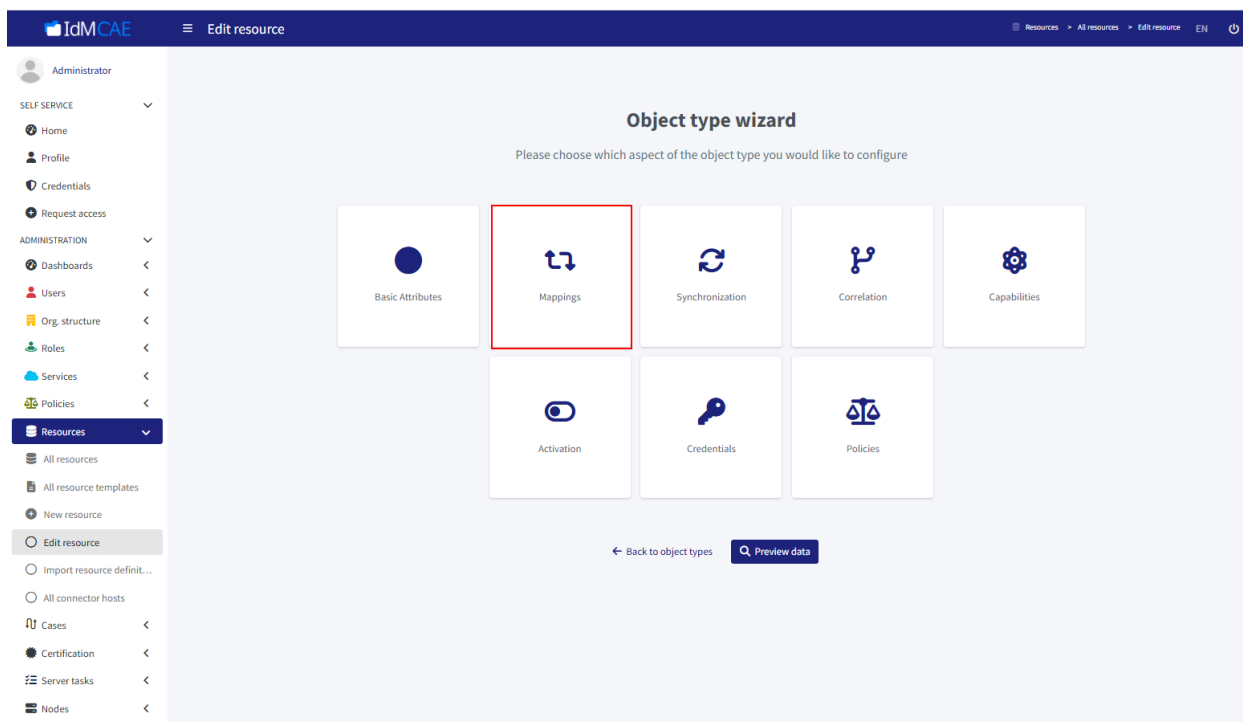 IdMCAE
Edit resource
Resources > All resources > Edit resource
EN
Administrator
SELF SERVICE
Home
Profile
Credentials
Request access
ADMINISTRATION
Dashboards
Users
Org. structure
Roles
Services
Policies
Resources
All resources
All resource templates
New resource
Edit resource
Import resource definit...
All connector hosts
Cases
Certification
Server tasks
Nodes
Object type wizard
Please choose which aspect of the object type you would like to configure
Basic Attributes
Mappings
Synchronization
Correlation
Capabilities
Activation
Credentials
Policies
Back to object types
Preview data